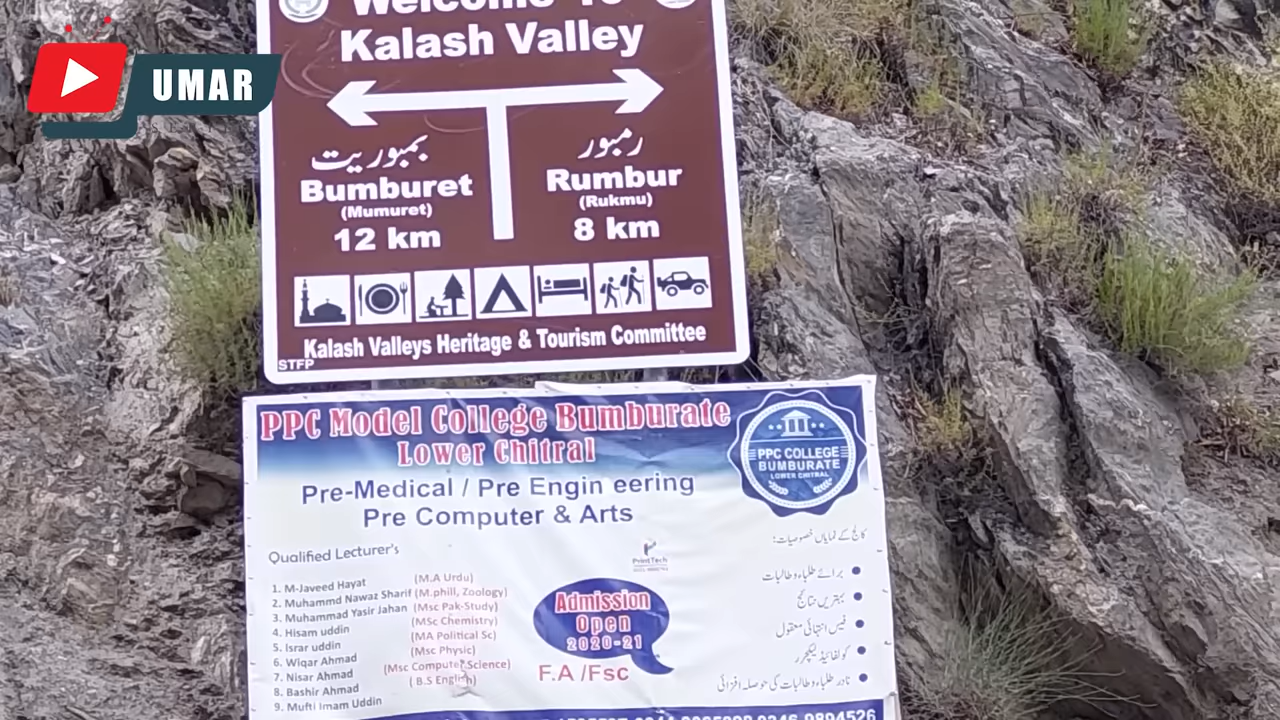 UMAR
Welcome To
Kalash Valley
بمبوریت
Bumburet
(Mumuret)
12 km
رمبور
Rumbur
(Rukmu)
8 km
Kalash Valleys Heritage & Tourism Committee
STFP
PPC Model College Bumburate
Lower Chitral
PPC COLLEGE
BUMBURATE
LOWER CHITRAL
Pre-Medical / Pre Engin eering
Pre Computer & Arts
Qualified Lecturer's
1. M-Javeed Hayat (M.A Urdu)
2. Muhammd Nawaz Sharif (M.phill, Zoology)
3. Muhammad Yasir Jahan (Msc Pak-Study)
4. Hisam uddin (MSc Chemistry)
5. Israr uddin (MA Political Sc)
6. Wiqar Ahmad (Msc Physic)
7. Nisar Ahmad (Msc Computer Science)
8. Bashir Ahmad ( B.S English)
9. Mufti Imam Uddin
PrintTech
Admission
Open
2020-21
F.A /Fsc
کالج کے نمایاں خصوصیات:
برائے طلباء و طالبات
بہترین نتائج
فیس انتہائی معقول
کوالیفائیڈ لیکچرر
نادر طلباء و طالبات کی حوصلہ افزائی
9894526